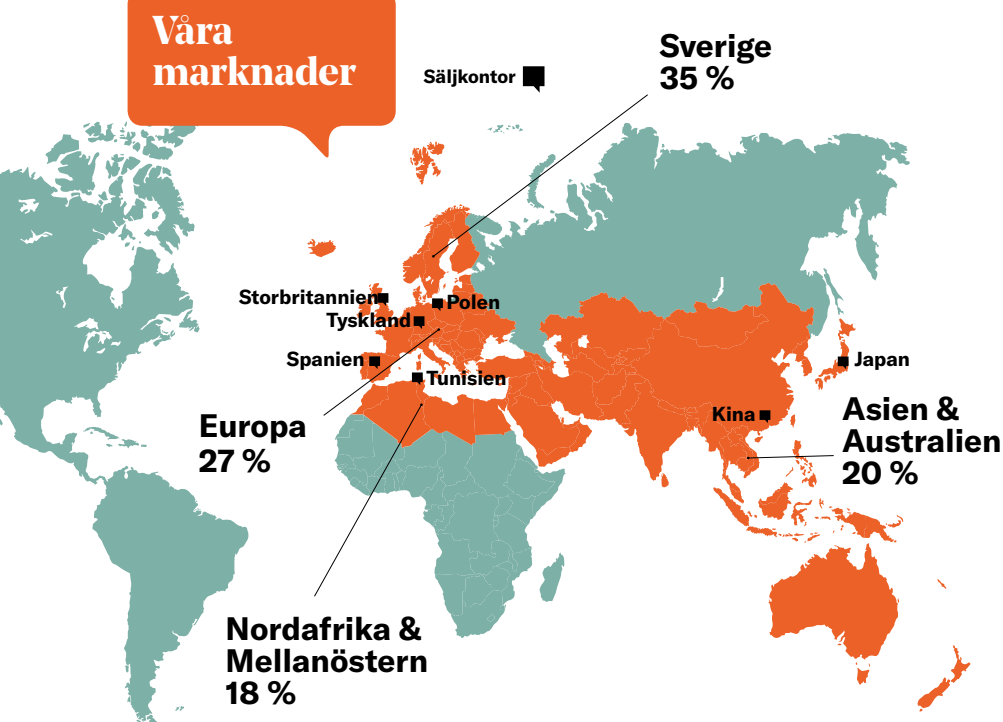 Våra
marknader
Säljkontor
Sverige
35 %
Storbritannien
Polen
Tyskland
Spanien
Tunisien
Japan
Kina
Europa
27 %
Asien &
Australien
20 %
Nordafrika &
Mellanöstern
18 %